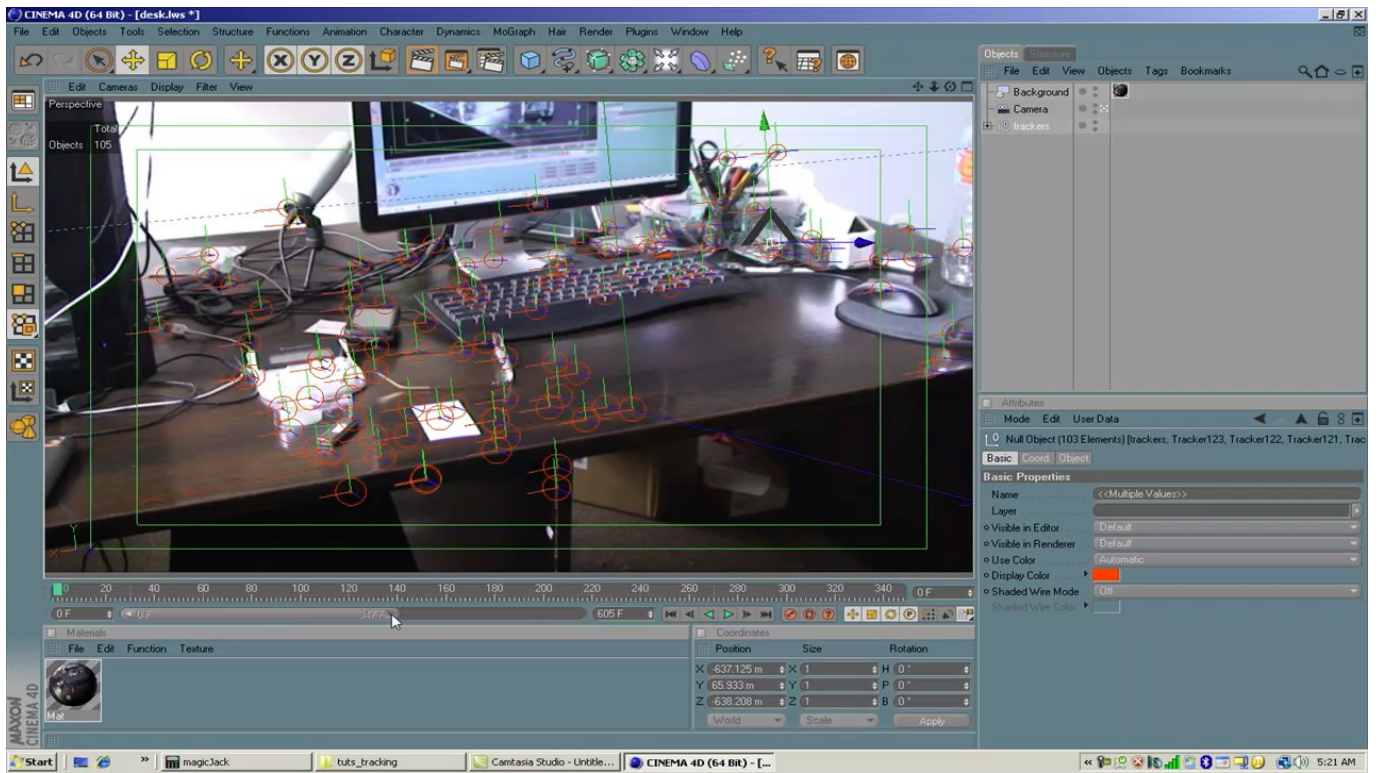 CINEMA 4D (64 Bit) - [desk.lws *]
File Edit Objects Tools Selection Structure Functions Animation Character Dynamics MoGraph Hair Render Plugins Window Help
Objects Structure
File Edit View Objects Tags Bookmarks
Edit Cameras Display Filter View
Background
Perspective
Camera
Total
trackers
Objects 105
Attributes
Mode Edit User Data
Null Object (103 Elements) [trackers, Tracker123, Tracker122, Tracker121, Trac
Basic Coord. Object
Basic Properties
Name <<Multiple Values>>
Layer
Visible in Editor Default
Visible in Renderer Default
Use Color Automatic
Display Color
Shaded Wire Mode Off
Shaded Wire Color
Y
X
0 20 40 60 80 100 120 140 160 180 200 220 240 260 280 300 320 340 0 F
0 F 0 F 347 F 605 F
Materials
File Edit Function Texture
Mat
Coordinates
Position Size Rotation
X -637.125 m X 1 H 0 °
Y 65.933 m Y 1 P 0 °
Z -638.208 m Z 1 B 0 °
World Scale Apply
MAXON
CINEMA 4D
Start » magicJack tuts_tracking Camtasia Studio - Untitle... CINEMA 4D (64 Bit) - [... « 5:21 AM